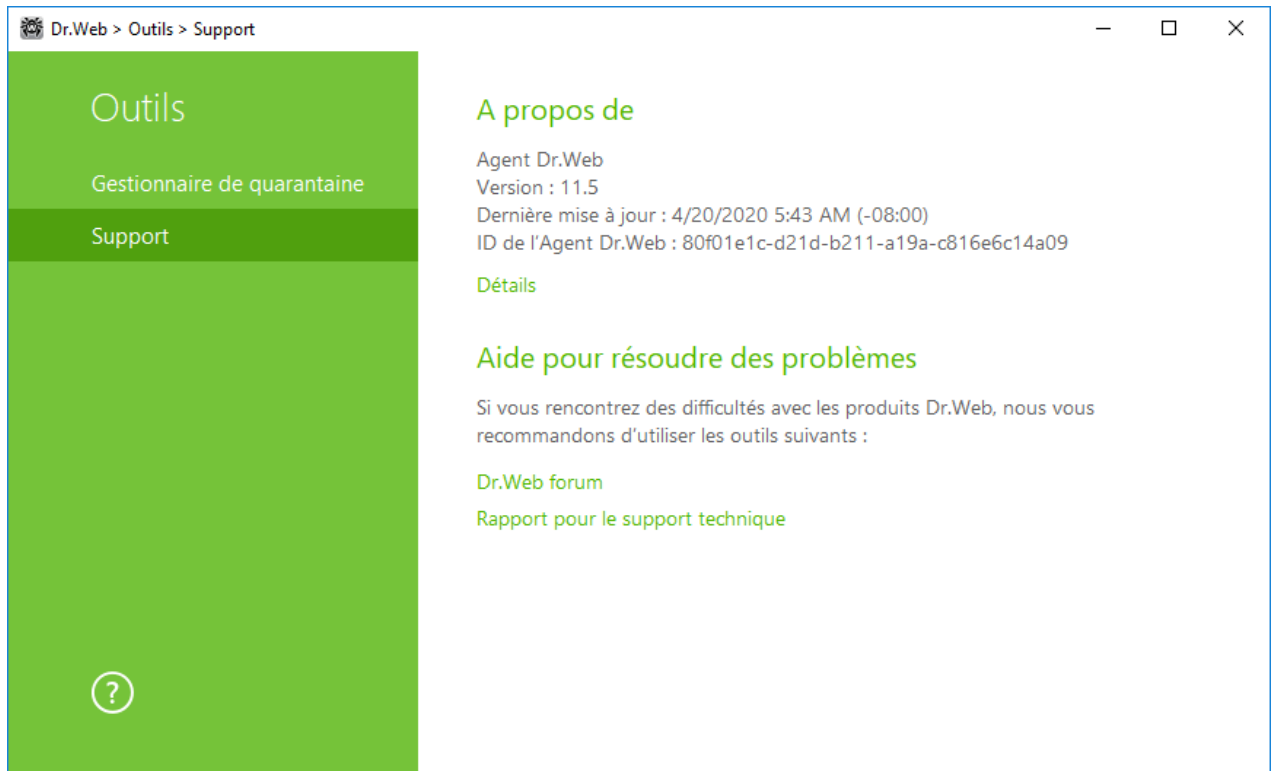 Dr.Web > Outils > Support
Outils
Gestionnaire de quarantaine
Support
A propos de
Agent Dr.Web
Version : 11.5
Dernière mise à jour : 4/20/2020 5:43 AM (-08:00)
ID de l'Agent Dr.Web : 80f01e1c-d21d-b211-a19a-c816e6c14a09
Détails
Aide pour résoudre des problèmes
Si vous rencontrez des difficultés avec les produits Dr.Web, nous vous
recommandons d'utiliser les outils suivants :
Dr.Web forum
Rapport pour le support technique
?